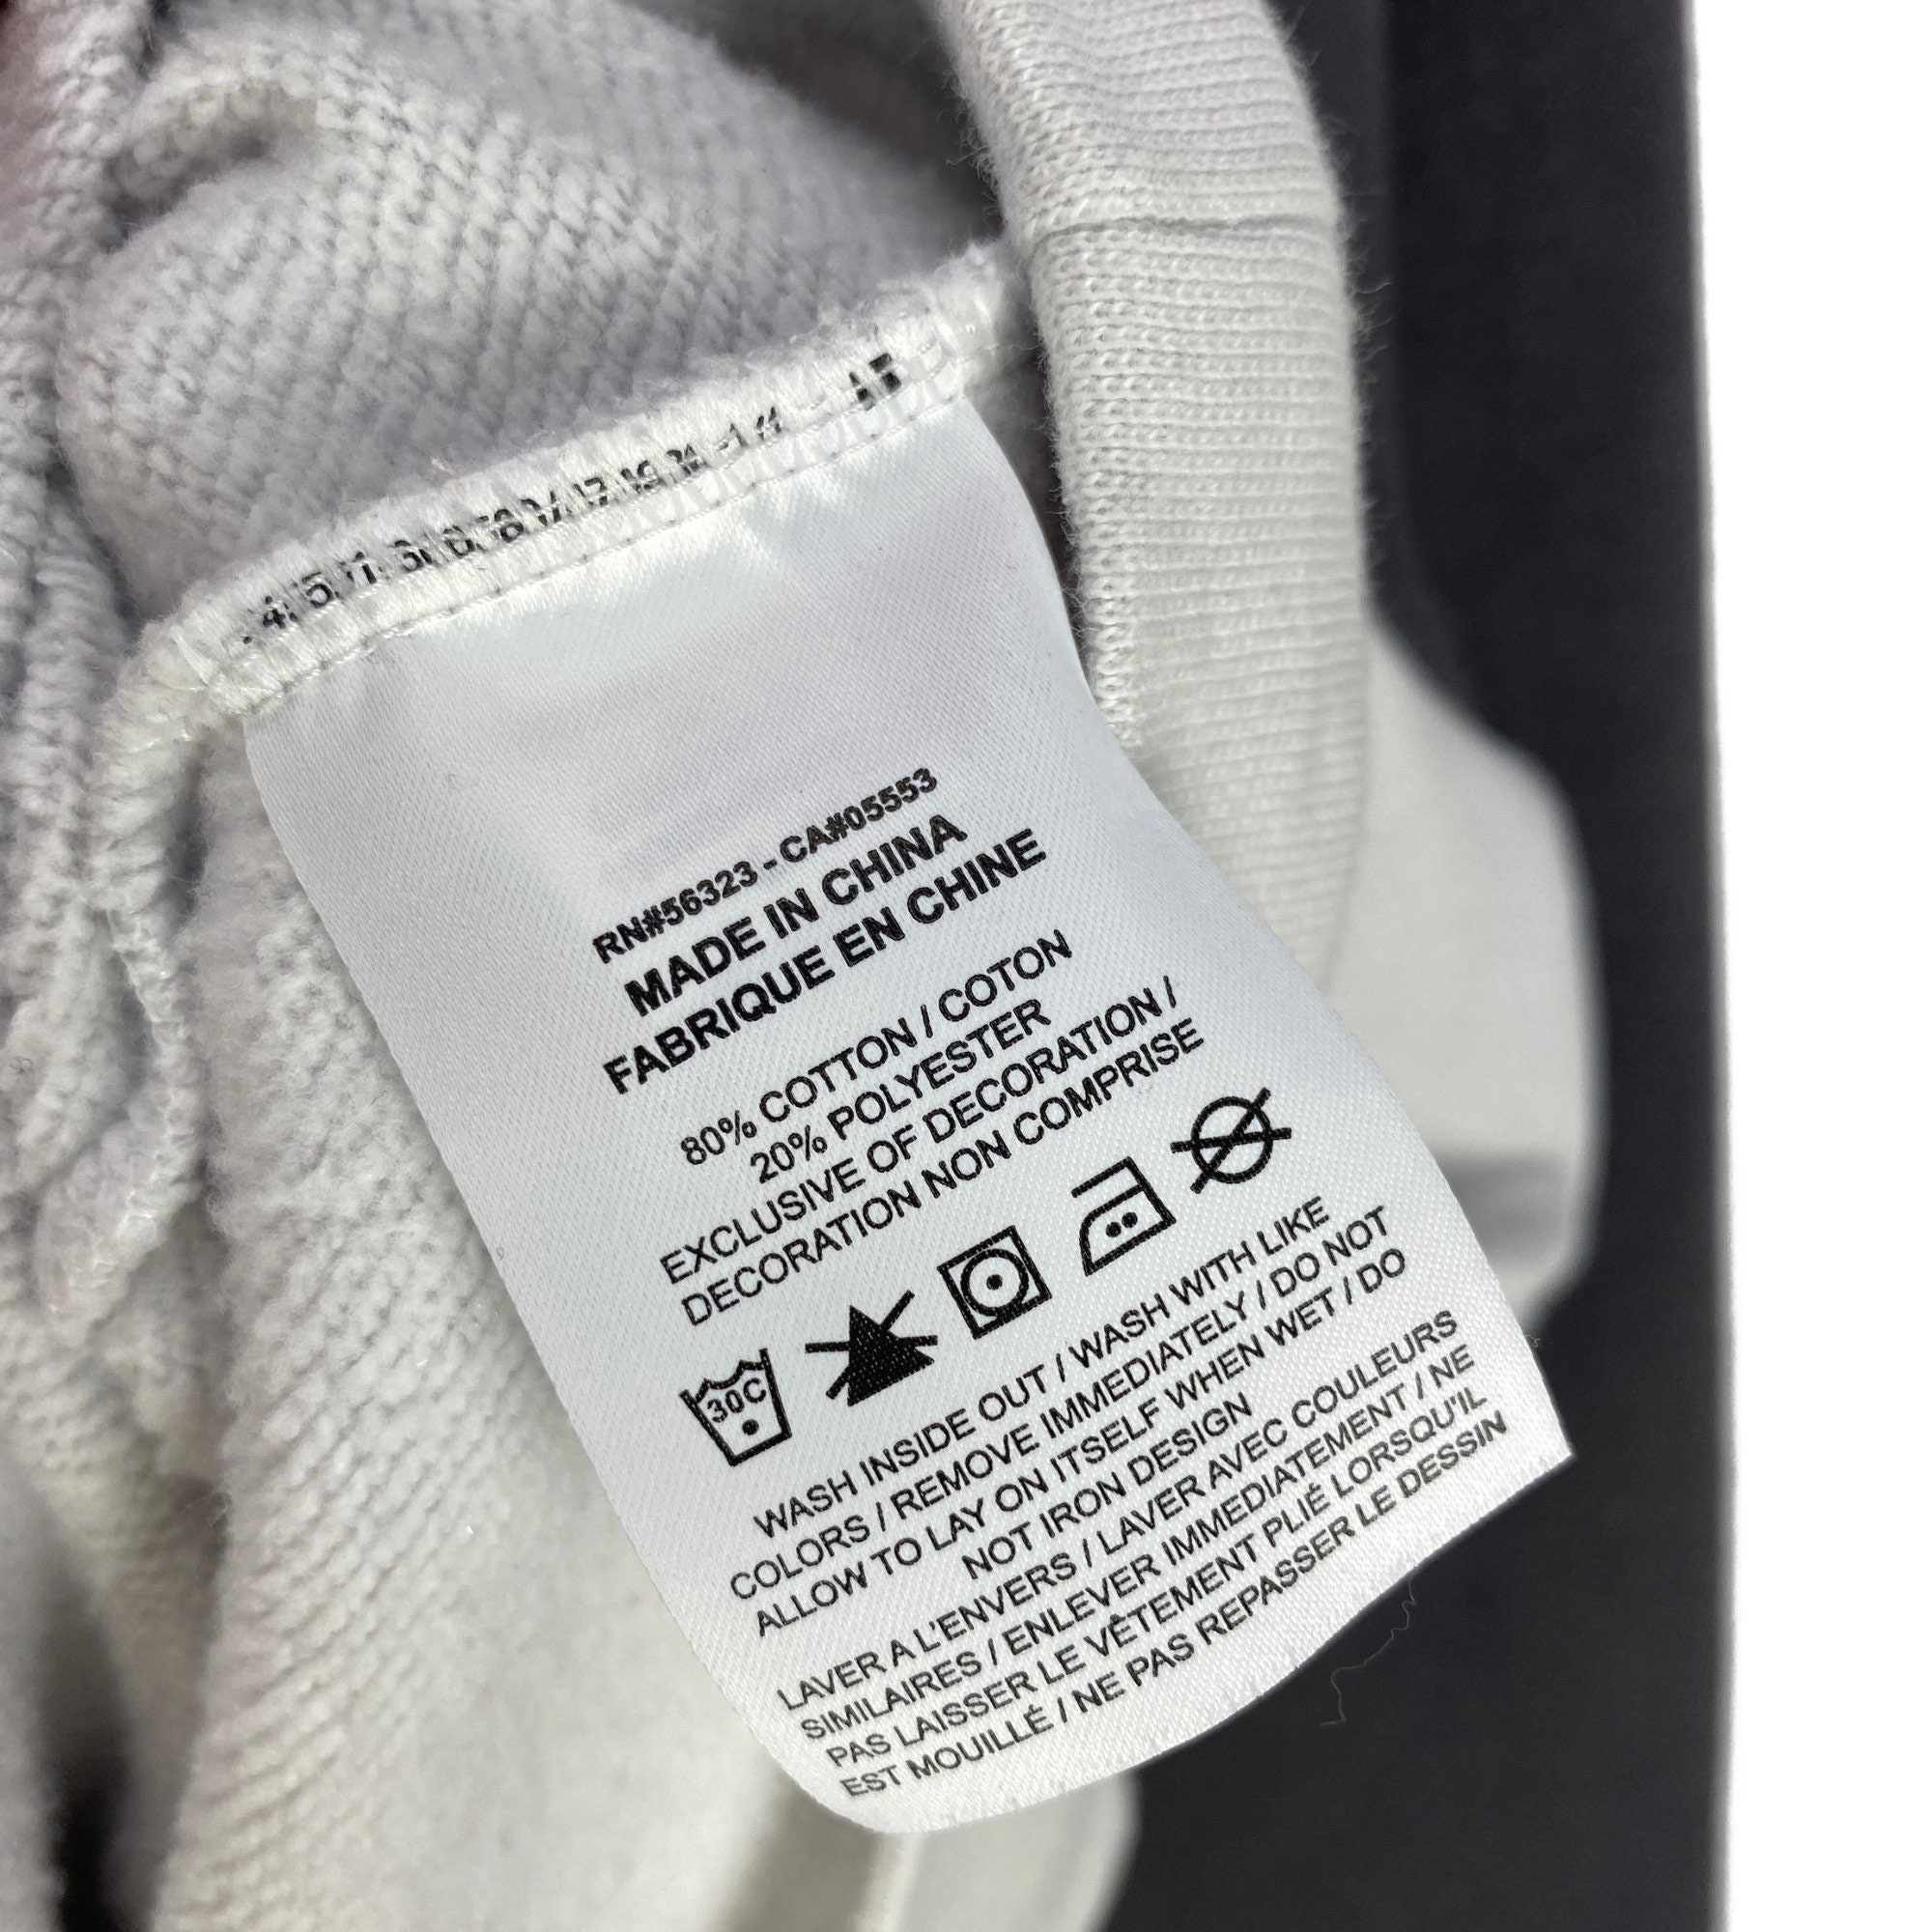 RN#56323 - CA#05553
MADE IN CHINA
FABRIQUE EN CHINE
80% COTTON / COTON
20% POLYESTER
EXCLUSIVE OF DECORATION /
DECORATION NON COMPRISE
30C
WASH INSIDE OUT / WASH WITH LIKE
COLORS / REMOVE IMMEDIATELY / DO NOT
ALLOW TO LAY ON ITSELF WHEN WET / DO
NOT IRON DESIGN
LAVER A L'ENVERS / LAVER AVEC COULEURS
SIMILAIRES / ENLEVER IMMEDIATEMENT / NE
PAS LAISSER LE VÊTEMENT PLIÉ LORSQU'IL
EST MOUILLÉ / NE PAS REPASSER LE DESSIN